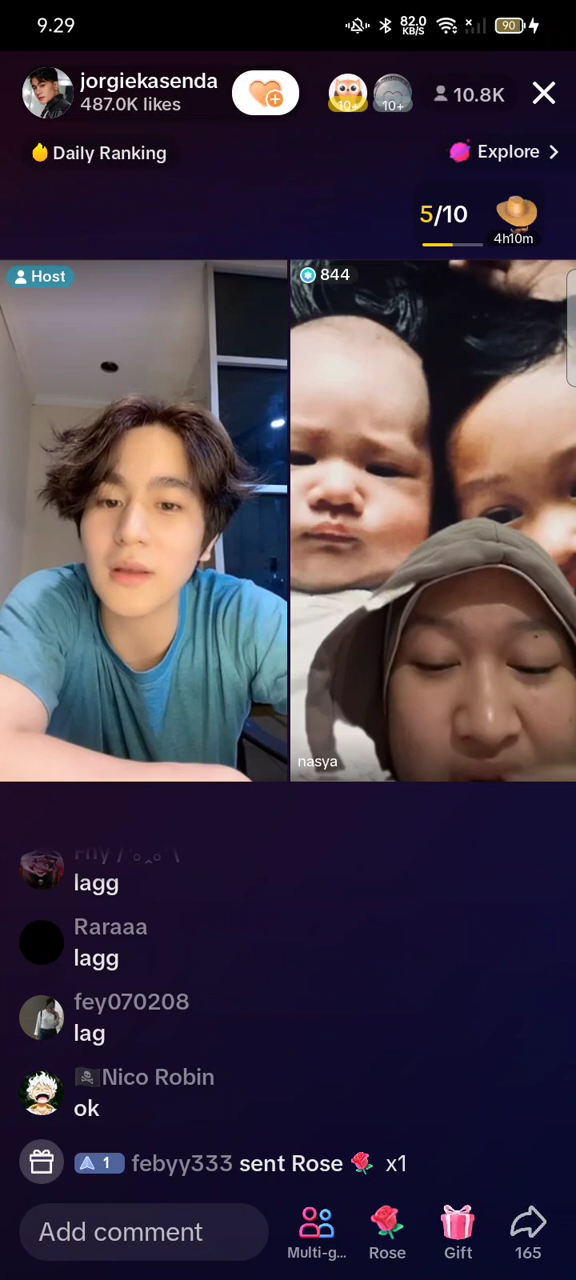 9.29
82.0
KB/S
90
jorgiekasenda
487.0K likes
10+
10+
10.8K
Daily Ranking
Explore
5/10
4h10m
Host
844
nasya
lagg
Raraaa
lagg
fey070208
lag
Nico Robin
ok
1 febyy333 sent Rose x1
Add comment
Multi-g...
Rose
Gift
165